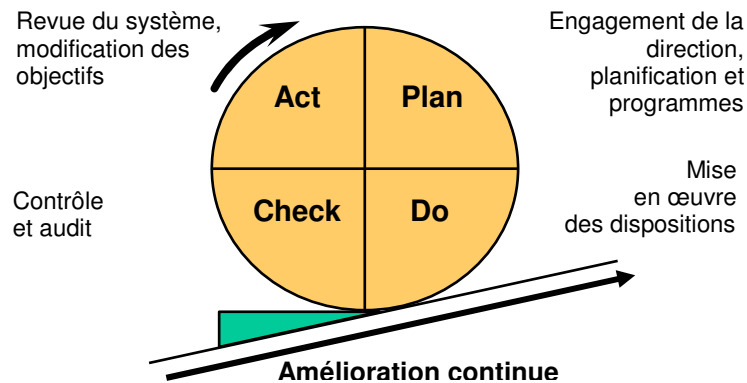 Revue du système,
modification des
objectifs
Engagement de la
direction,
planification et
programmes
Act
Plan
Contrôle
et audit
Check
Do
Mise
en œuvre
des dispositions
Amélioration continue